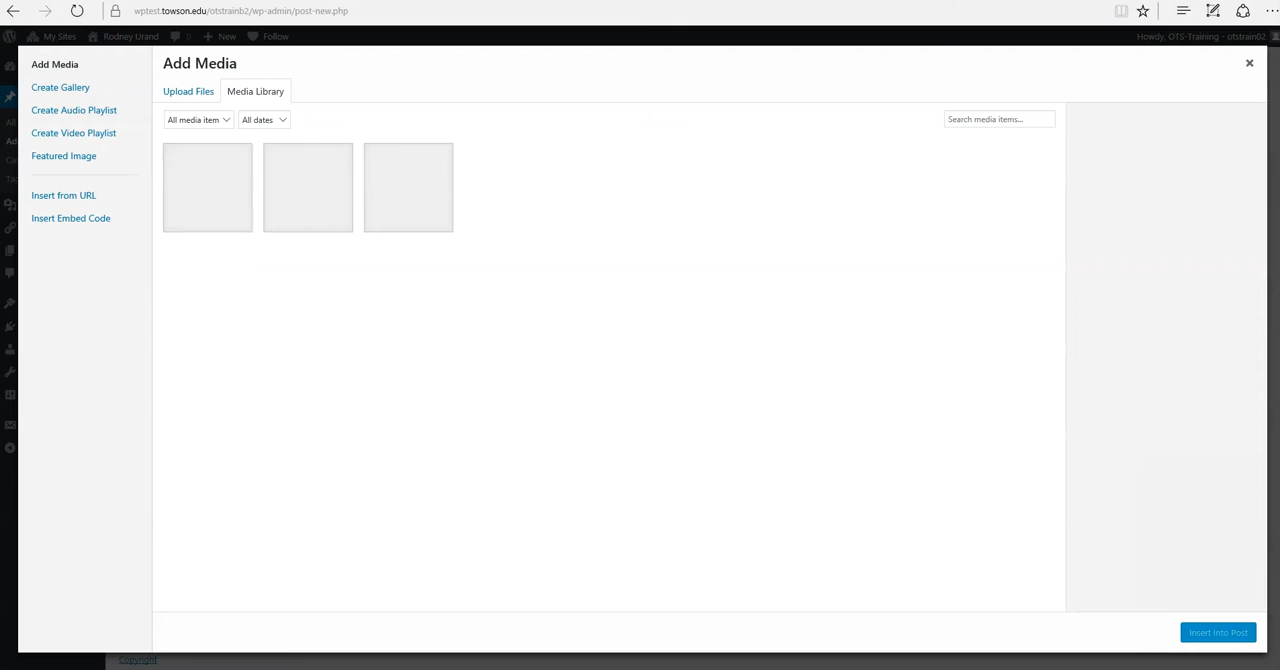 wptest.towson.edu/otstrainb2/wp-admin/post-new.php
My Sites Rodney Urand 0 New Follow Howdy, OTS-Training - otstrain02
Add Media
Create Gallery
Create Audio Playlist
Create Video Playlist
Featured Image
Insert from URL
Insert Embed Code
Add Media
Upload Files Media Library
All media item All dates Search media items...
Insert Into Post
Copyright